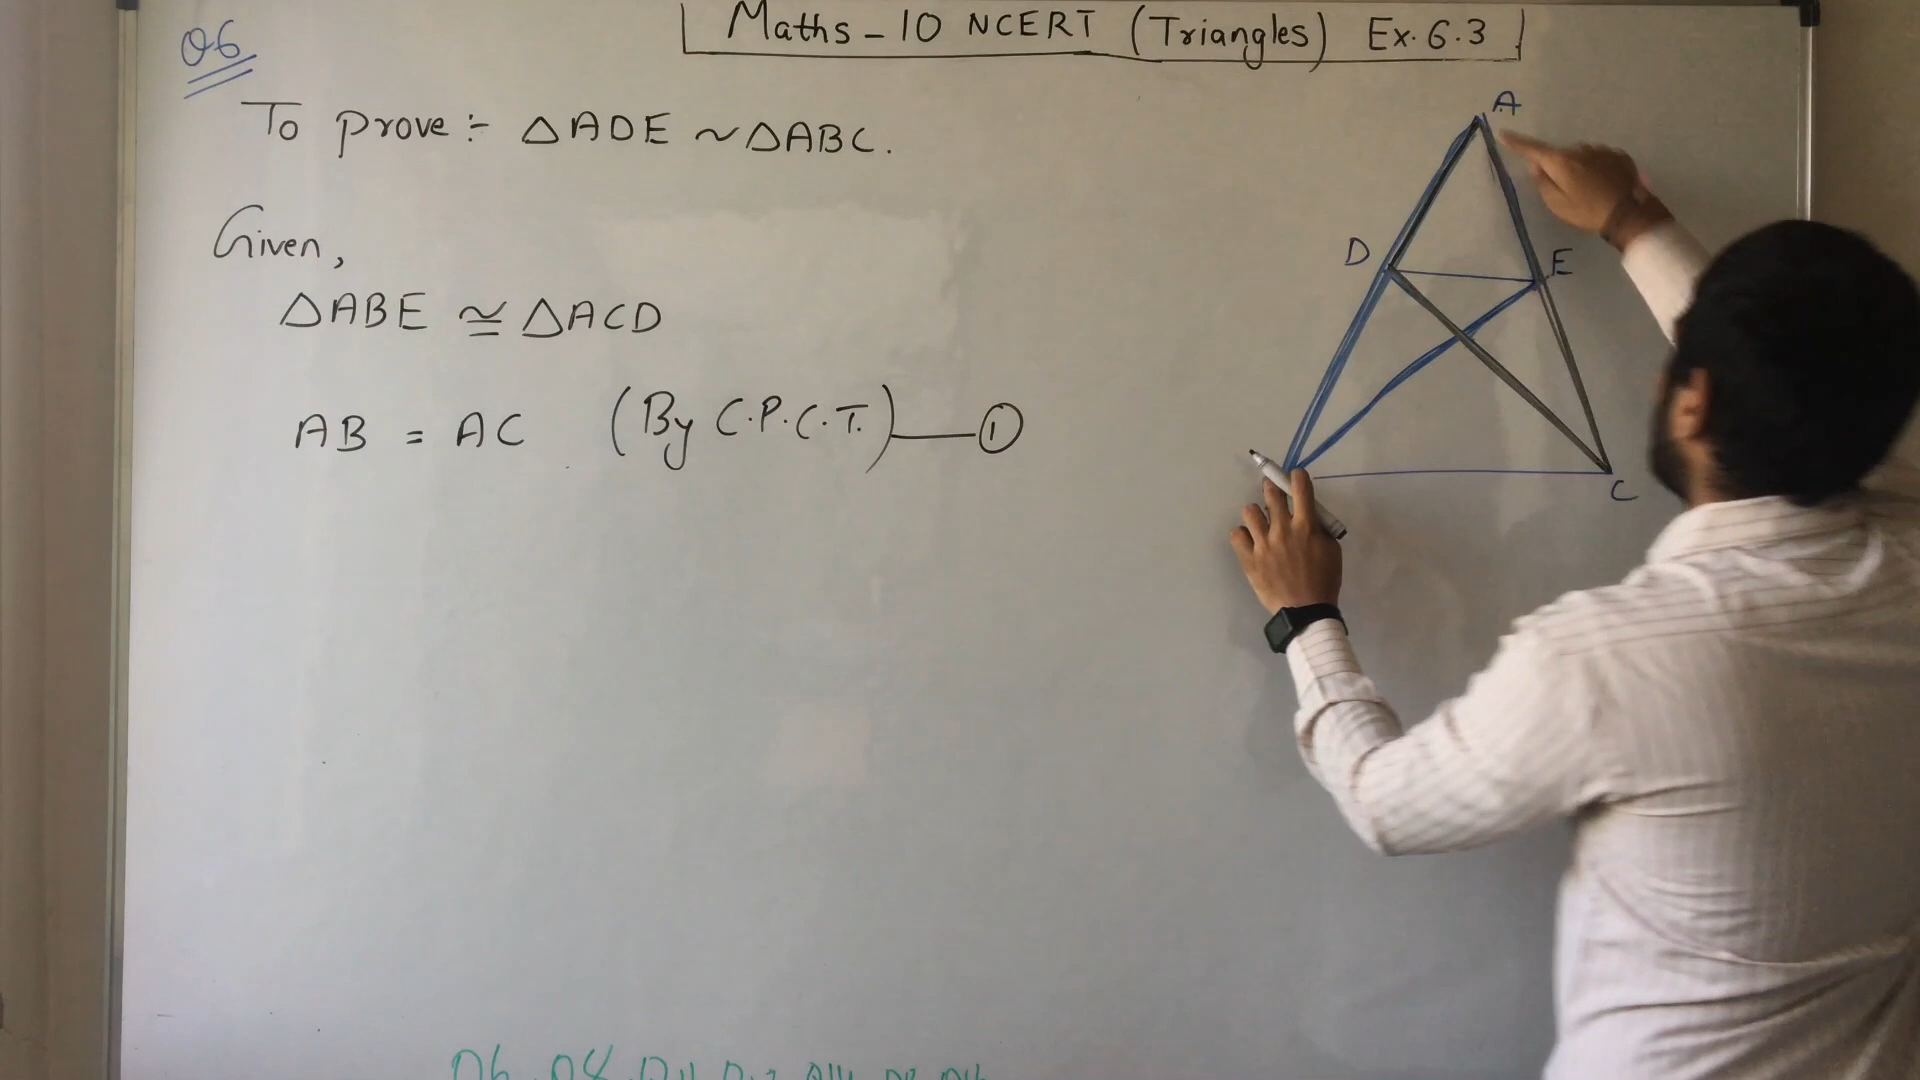 Maths - 10 NCERT (Triangles) Ex. 6.3
Q6
To prove :- △ADE ~ △ABC.
Given,
△ABE ≅ △ACD
AB = AC (By C.P.C.T.) — ①
A
D
E
C